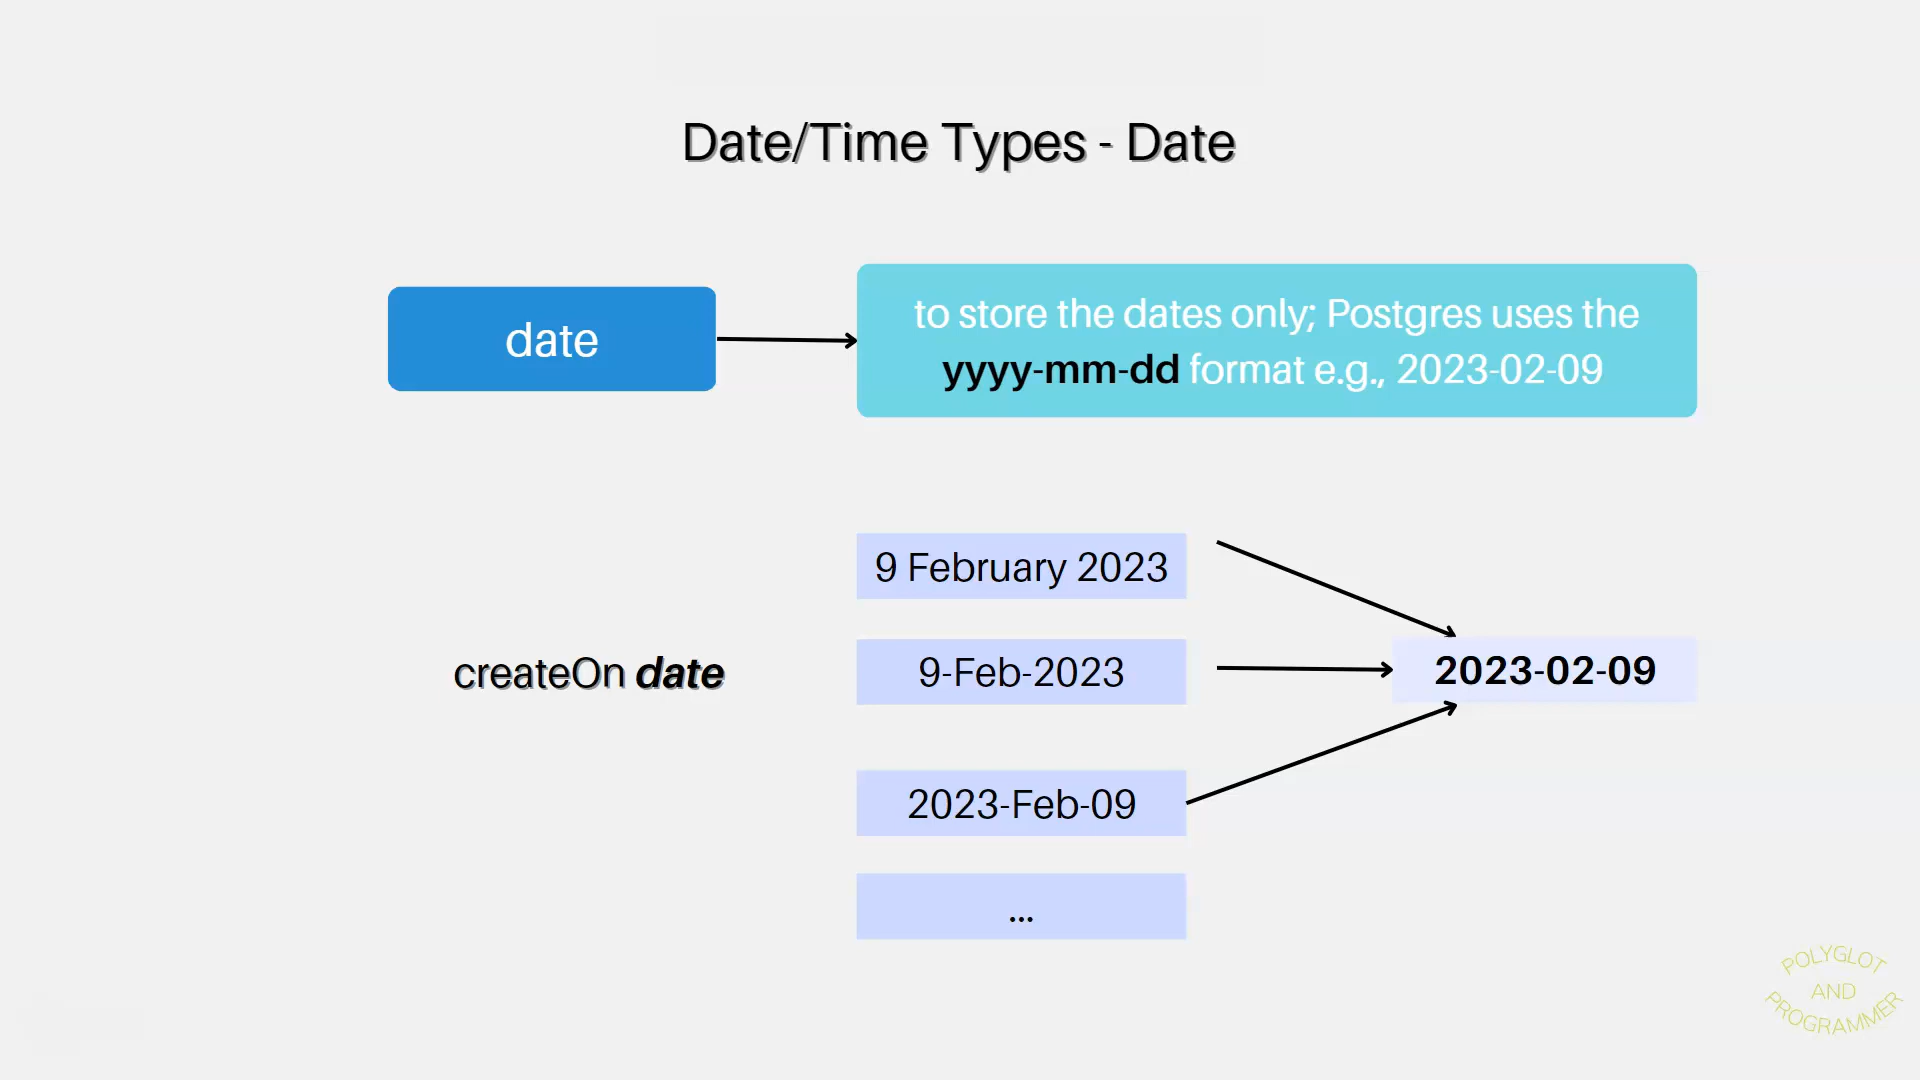 Date/Time Types - Date
date
to store the dates only; Postgres uses the
yyyy-mm-dd format e.g., 2023-02-09
9 February 2023
createOn date
9-Feb-2023
2023-02-09
2023-Feb-09
...
POLYGLOT
AND
PROGRAMMER